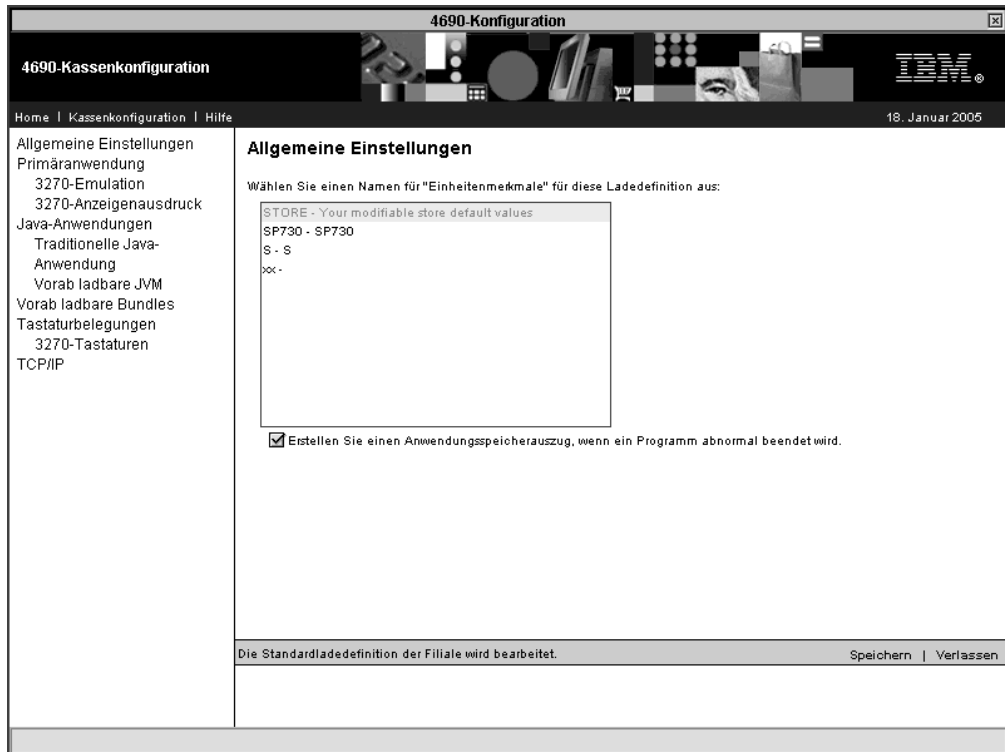 4690-Konfiguration
4690-Kassenkonfiguration
IBM®
Home | Kassenkonfiguration | Hilfe
18. Januar 2005
Allgemeine Einstellungen
Primäranwendung
3270-Emulation
3270-Anzeigenausdruck
Java-Anwendungen
Traditionelle Java-
Anwendung
Vorab ladbare JVM
Vorab ladbare Bundles
Tastaturbelegungen
3270-Tastaturen
TCP/IP
Allgemeine Einstellungen
Wählen Sie einen Namen für "Einheitenmerkmale" für diese Ladedefinition aus:
STORE - Your modifiable store default values
SP730 - SP730
S - S
xx -
Erstellen Sie einen Anwendungsspeicherauszug, wenn ein Programm abnormal beendet wird.
Die Standardladedefinition der Filiale wird bearbeitet.
Speichern | Verlassen